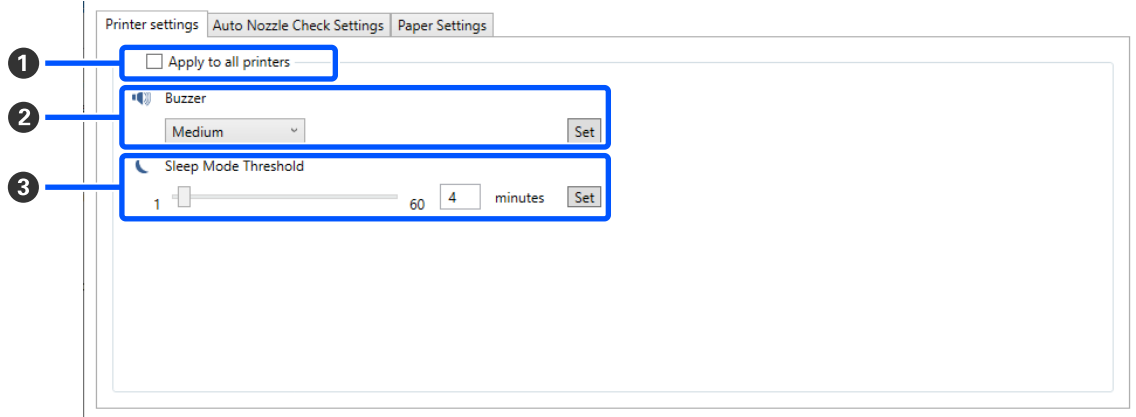 Printer settings Auto Nozzle Check Settings Paper Settings
1 Apply to all printers
Buzzer
2 Medium Set
Sleep Mode Threshold
3 1 60 4 minutes Set